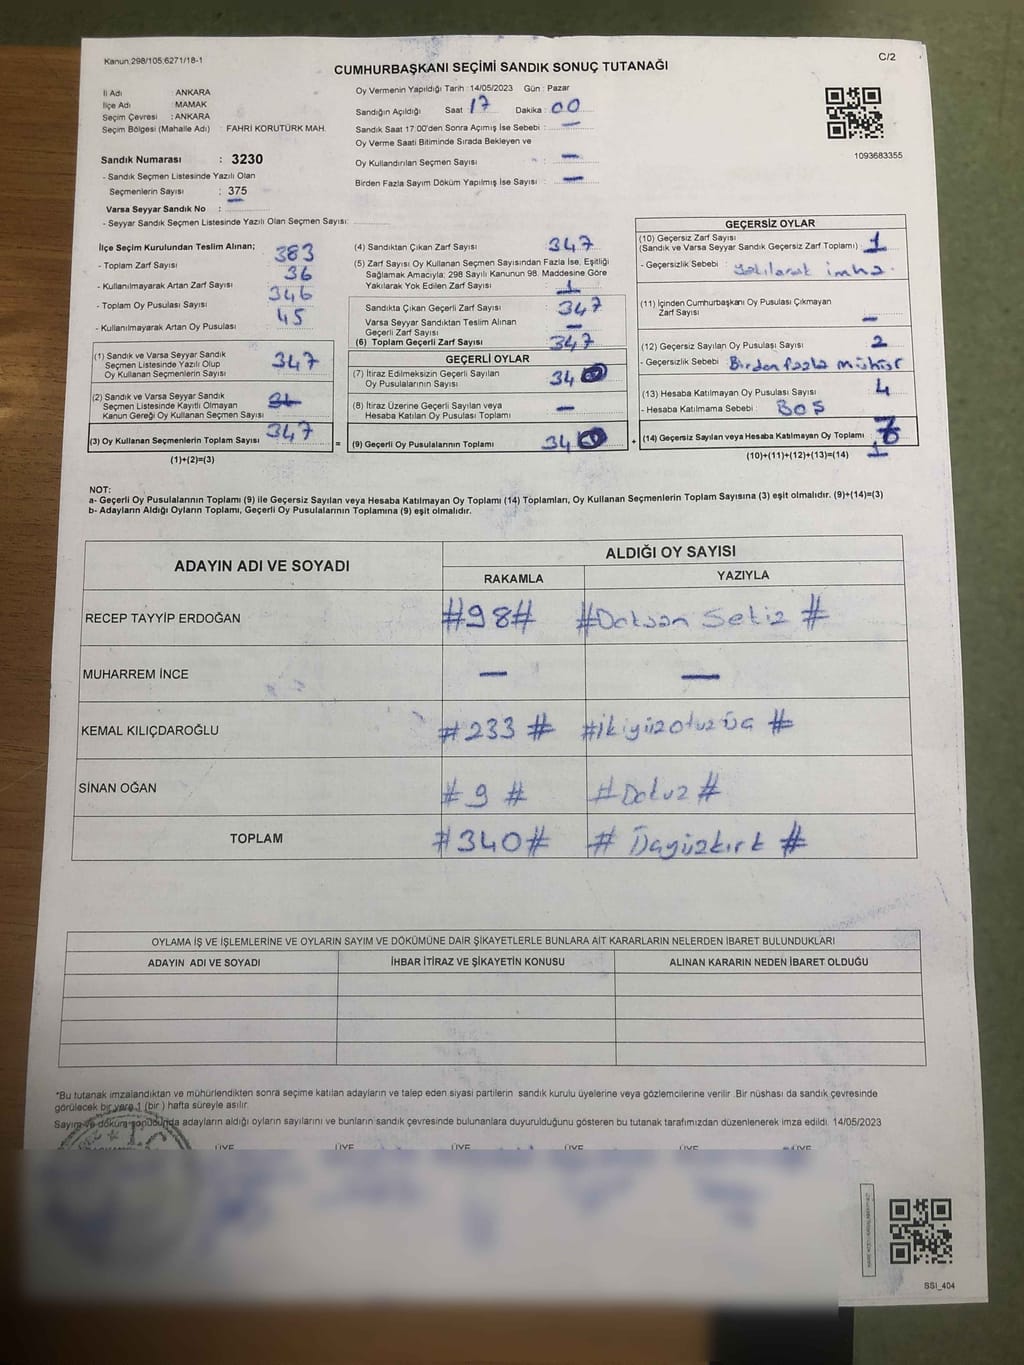 Kanun.298/105.6271/18-1
C/2
CUMHURBAŞKANI SEÇİMİ SANDIK SONUÇ TUTANAĞI
İl Adı : ANKARA
İlçe Adı : MAMAK
Seçim Çevresi : ANKARA
Seçim Bölgesi (Mahalle Adı) : FAHRİ KORUTÜRK MAH.
Sandık Numarası : 3230
- Sandık Seçmen Listesinde Yazılı Olan
Seçmenlerin Sayısı : 375
Varsa Seyyar Sandık No :
- Seyyar Sandık Seçmen Listesinde Yazılı Olan Seçmen Sayısı:
Oy Vermenin Yapıldığı Tarih : 14/05/2023 Gün : Pazar
Sandığın Açıldığı Saat 17 Dakika : 00
Sandık Saat 17:00'den Sonra Açımış İse Sebebi : —
Oy Verme Saati Bitiminde Sırada Bekleyen ve
Oy Kullandırılan Seçmen Sayısı : —
Birden Fazla Sayım Döküm Yapılmış İse Sayısı : —
1093683355
İlçe Seçim Kurulundan Teslim Alınan;
- Toplam Zarf Sayısı 383
- Kullanılmayarak Artan Zarf Sayısı 36
- Toplam Oy Pusulası Sayısı 346
- Kullanılmayarak Artan Oy Pusulası 45
(1) Sandık ve Varsa Seyyar Sandık
Seçmen Listesinde Yazılı Olup
Oy Kullanan Seçmenlerin Sayısı 347
(2) Sandık ve Varsa Seyyar Sandık
Seçmen Listesinde Kayıtlı Olmayan
Kanun Gereği Oy Kullanan Seçmen Sayısı
(3) Oy Kullanan Seçmenlerin Toplam Sayısı 347
(1)+(2)=(3)
(4) Sandıktan Çıkan Zarf Sayısı 347
(5) Zarf Sayısı Oy Kullanan Seçmen Sayısından Fazla İse, Eşitliği
Sağlamak Amacıyla; 298 Sayılı Kanunun 98. Maddesine Göre
Yakılarak Yok Edilen Zarf Sayısı 1
Sandıkta Çıkan Geçerli Zarf Sayısı 347
Varsa Seyyar Sandıktan Teslim Alınan
Geçerli Zarf Sayısı —
(6) Toplam Geçerli Zarf Sayısı 347
GEÇERLİ OYLAR
(7) İtiraz Edilmeksizin Geçerli Sayılan
Oy Pusulalarının Sayısı 340
(8) İtiraz Üzerine Geçerli Sayılan veya
Hesaba Katılan Oy Pusulası Toplamı —
= (9) Geçerli Oy Pusulalarının Toplamı 340
GEÇERSİZ OYLAR
(10) Geçersiz Zarf Sayısı
(Sandık ve Varsa Seyyar Sandık Geçersiz Zarf Toplamı) 1
- Geçersizlik Sebebi : yakılarak imha
(11) İçinden Cumhurbaşkanı Oy Pusulası Çıkmayan
Zarf Sayısı —
(12) Geçersiz Sayılan Oy Pusulaşı Sayısı 2
- Geçersizlik Sebebi : Birden fazla mühür
(13) Hesaba Katılmayan Oy Pusulası Sayısı 4
- Hesaba Katılmama Sebebi : BOŞ
+ (14) Geçersiz Sayılan veya Hesaba Katılmayan Oy Toplamı
(10)+(11)+(12)+(13)=(14)
NOT:
a- Geçerli Oy Pusulalarının Toplamı (9) ile Geçersiz Sayılan veya Hesaba Katılmayan Oy Toplamı (14) Toplamları, Oy Kullanan Seçmenlerin Toplam Sayısına (3) eşit olmalıdır. (9)+(14)=(3)
b- Adayların Aldığı Oyların Toplamı, Geçerli Oy Pusulalarının Toplamına (9) eşit olmalıdır.
ADAYIN ADI VE SOYADI ALDIĞI OY SAYISI
RAKAMLA YAZIYLA
RECEP TAYYİP ERDOĞAN #98# #Doksan Sekiz #
MUHARREM İNCE — —
KEMAL KILIÇDAROĞLU #233 # #ikiyüzotuzüç #
SİNAN OĞAN # 9 # #Dokuz #
TOPLAM #340# # Üçyüzkırk #
OYLAMA İŞ VE İŞLEMLERİNE VE OYLARIN SAYIM VE DÖKÜMÜNE DAİR ŞİKAYETLERLE BUNLARA AİT KARARLARIN NELERDEN İBARET BULUNDUKLARI
ADAYIN ADI VE SOYADI İHBAR İTİRAZ VE ŞİKAYETİN KONUSU ALINAN KARARIN NEDEN İBARET OLDUĞU
*Bu tutanak imzalandıktan ve mühürlendikten sonra seçime katılan adayların ve talep eden siyasi partilerin sandık kurulu üyelerine veya gözlemcilerine verilir .Bir nüshası da sandık çevresinde
görülecek bir yere 1 (bir ) hafta süreyle asılır.
Sayım ve döküm sonucunda adayların aldığı oyların sayılarını ve bunların sandık çevresinde bulunanlara duyurulduğunu gösteren bu tutanak tarafımızdan düzenlenerek imza edildi. 14/05/2023
ÜYE ÜYE ÜYE ÜYE ÜYE ÜYE
SSI_404